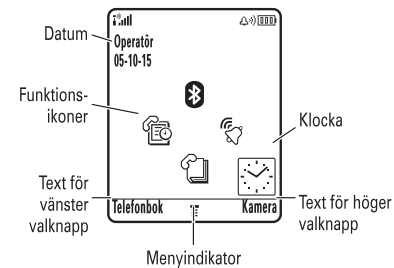 Datum
Operatör
05-10-15
Funktions-
ikoner
Klocka
Text för
vänster
valknapp
Telefonbok
Kamera
Text för höger
valknapp
Menyindikator